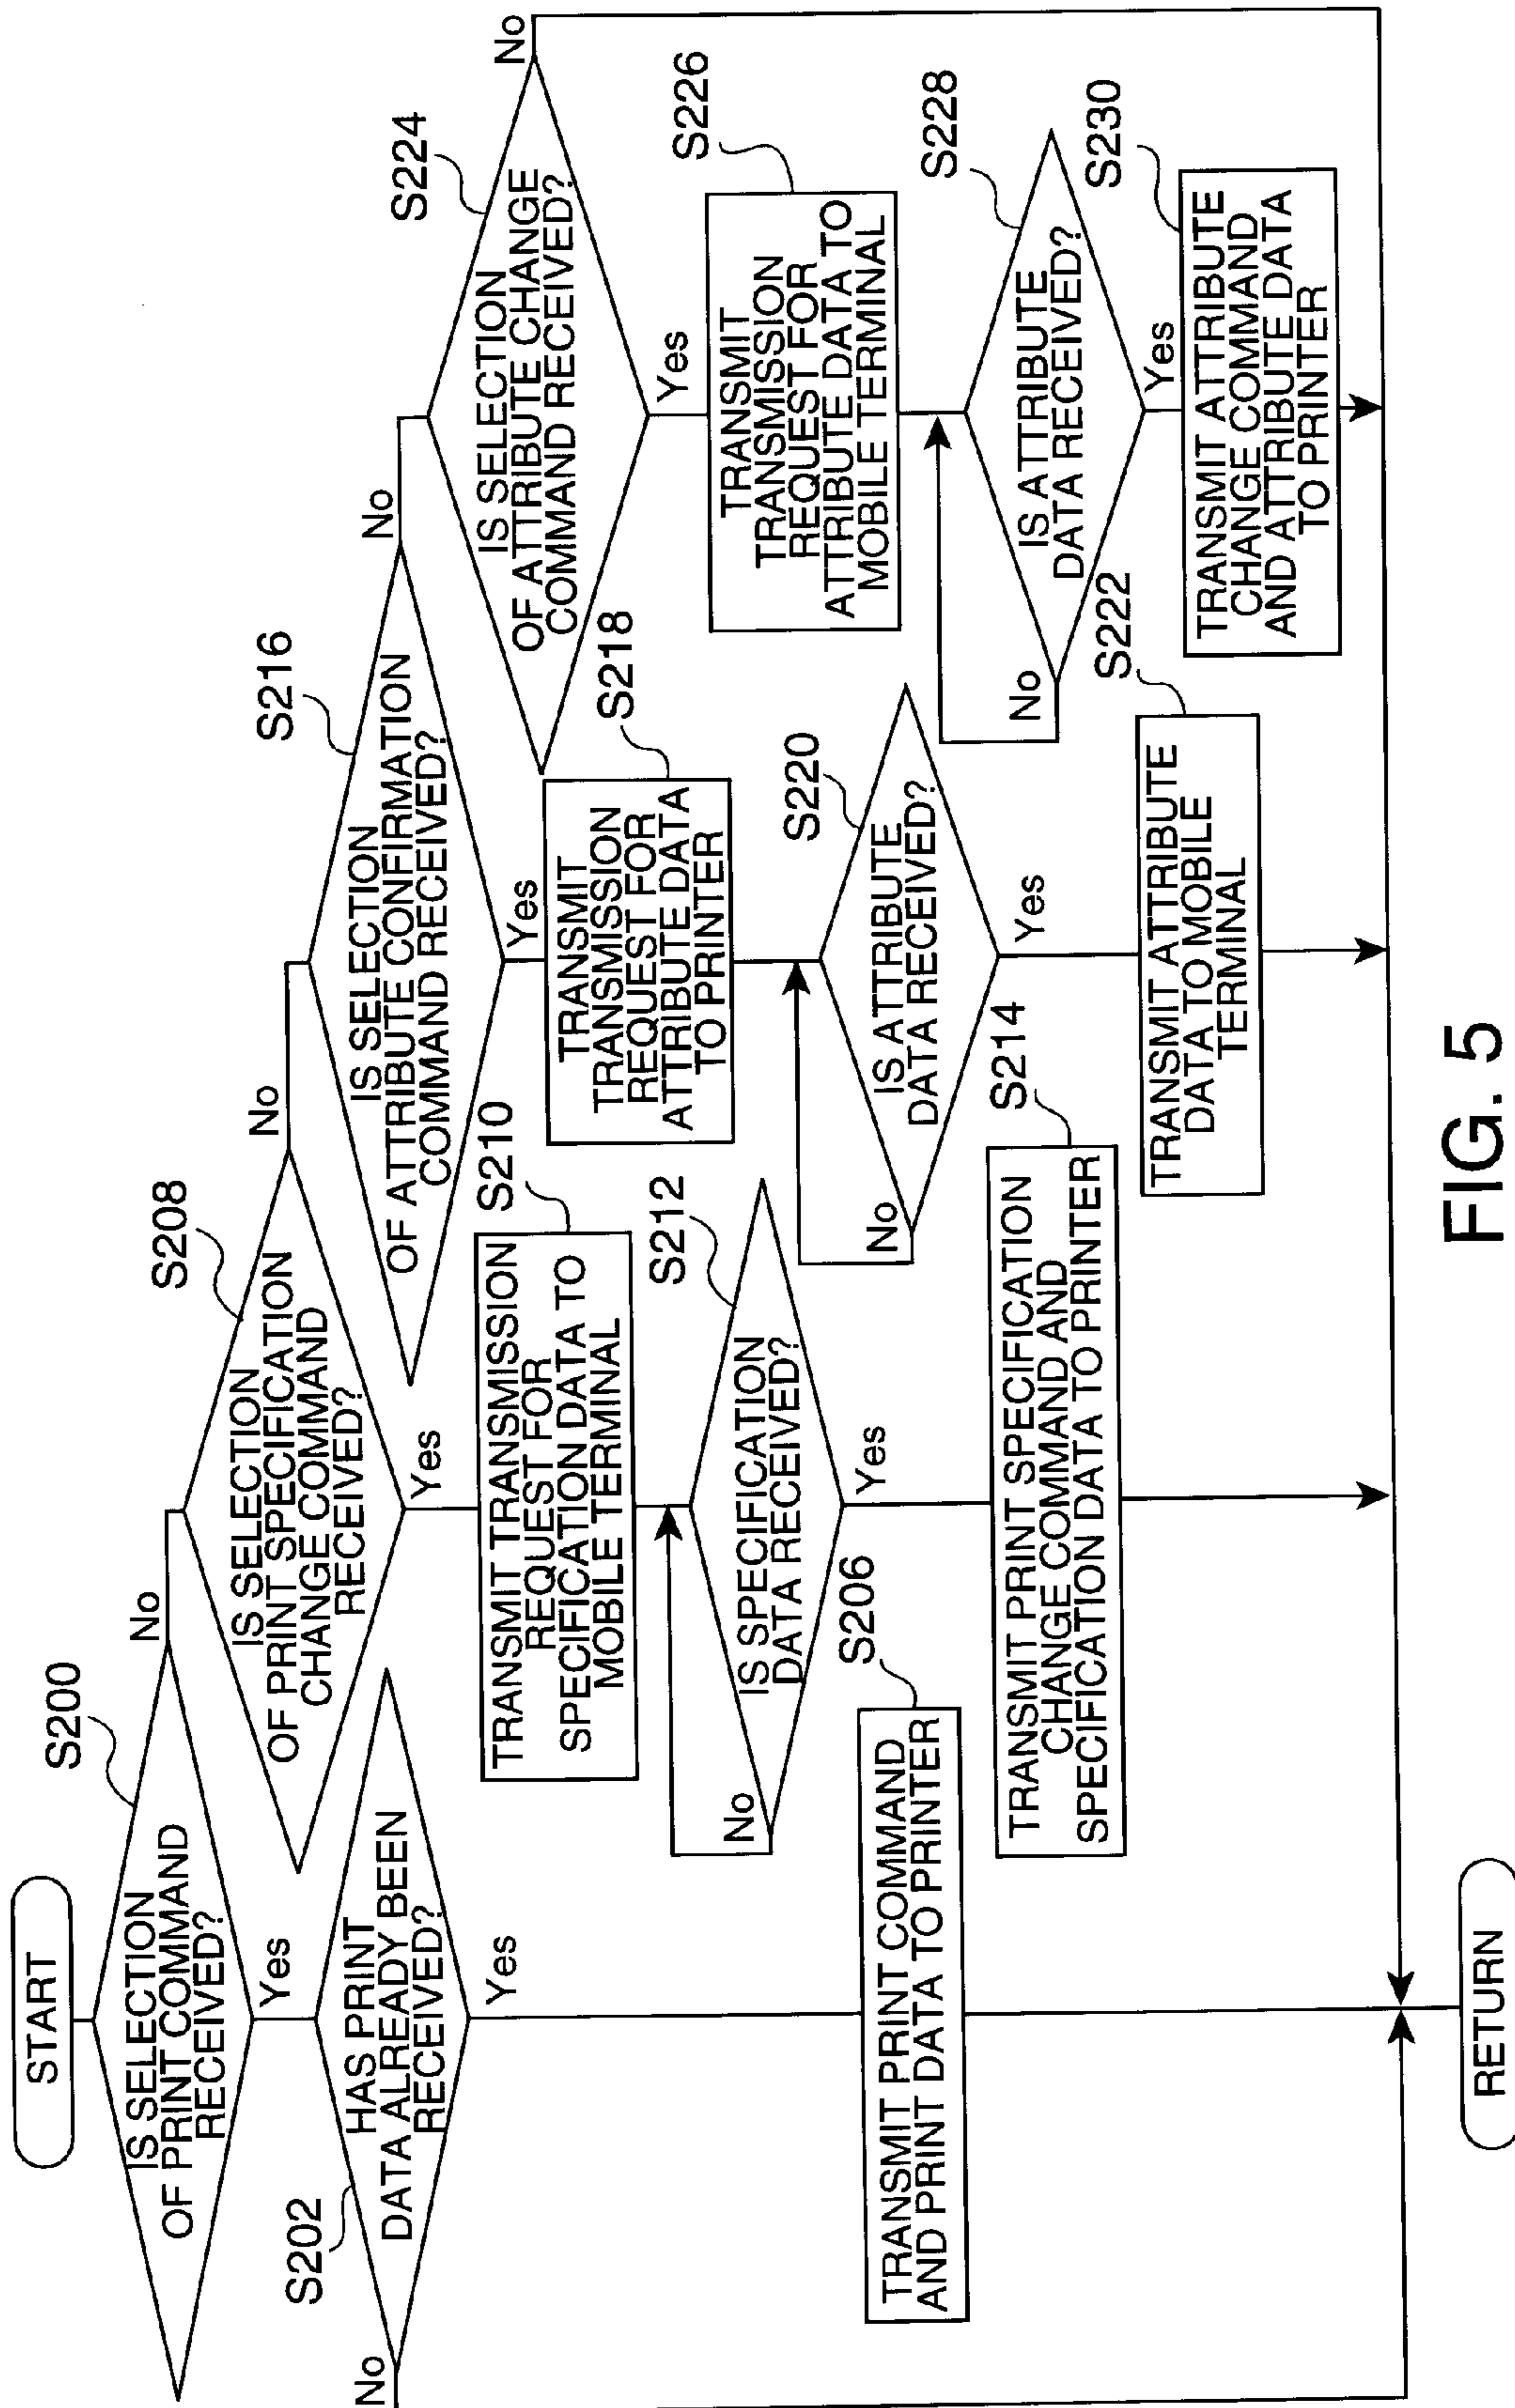 START
S200
IS SELECTION
OF PRINT COMMAND
RECEIVED?
No
Yes
S202
HAS PRINT
DATA ALREADY BEEN
RECEIVED?
No
Yes
S206
TRANSMIT PRINT COMMAND
AND PRINT DATA TO PRINTER
S208
IS SELECTION
OF PRINT SPECIFICATION
CHANGE COMMAND
RECEIVED?
No
Yes
S210
TRANSMIT TRANSMISSION
REQUEST FOR
SPECIFICATION DATA TO
MOBILE TERMINAL
S212
IS SPECIFICATION
DATA RECEIVED?
No
Yes
S214
TRANSMIT PRINT SPECIFICATION
CHANGE COMMAND AND
SPECIFICATION DATA TO PRINTER
S216
IS SELECTION
OF ATTRIBUTE CONFIRMATION
COMMAND RECEIVED?
No
Yes
S218
TRANSMIT
TRANSMISSION
REQUEST FOR
ATTRIBUTE DATA
TO PRINTER
S220
IS ATTRIBUTE
DATA RECEIVED?
No
Yes
S222
TRANSMIT ATTRIBUTE
DATA TO MOBILE
TERMINAL
S224
IS SELECTION
OF ATTRIBUTE CHANGE
COMMAND RECEIVED?
No
Yes
S226
TRANSMIT
TRANSMISSION
REQUEST FOR
ATTRIBUTE DATA TO
MOBILE TERMINAL
S228
IS ATTRIBUTE
DATA RECEIVED?
No
Yes
S230
TRANSMIT ATTRIBUTE
CHANGE COMMAND
AND ATTRIBUTE DATA
TO PRINTER
RETURN
FIG. 5